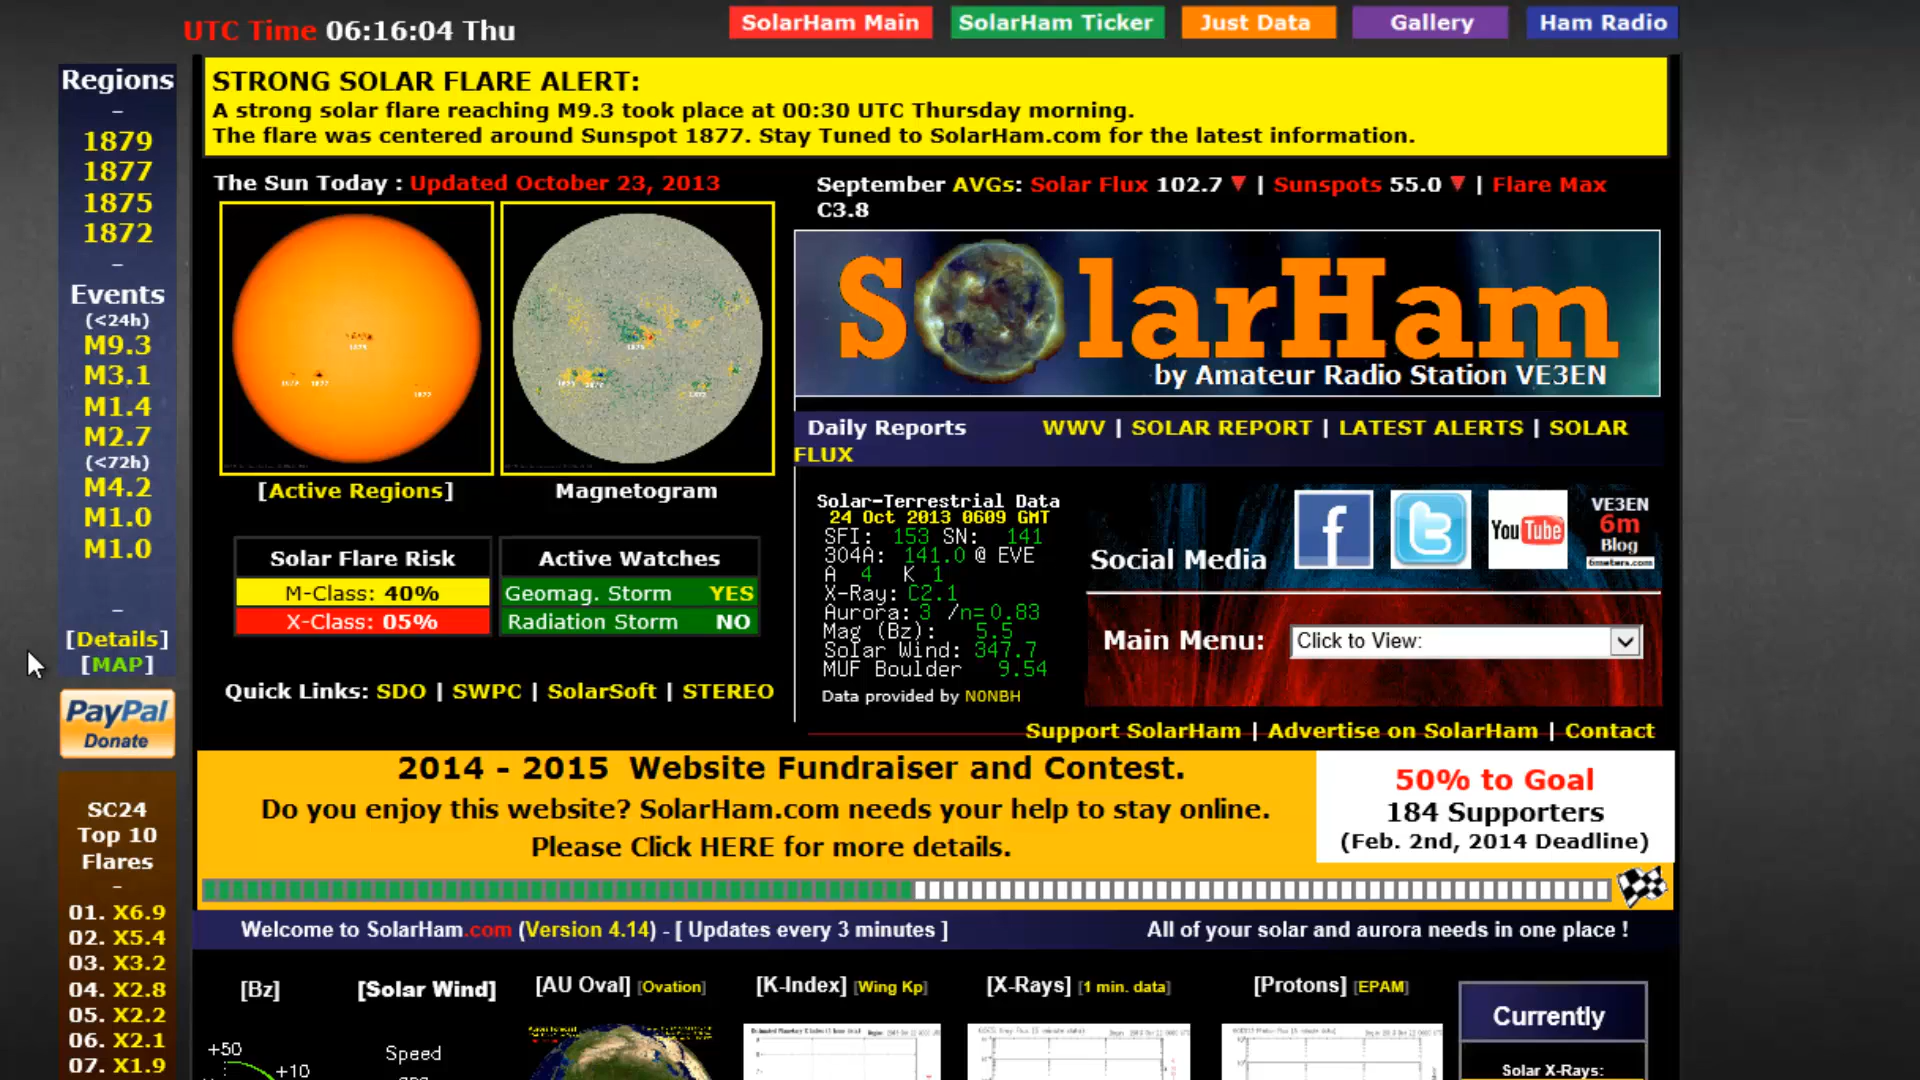 UTC Time 06:16:04 Thu
SolarHam Main
SolarHam Ticker
Just Data
Gallery
Ham Radio
Regions
-
1879
1877
1875
1872
-
Events
(<24h)
M9.3
M3.1
M1.4
M2.7
(<72h)
M4.2
M1.0
M1.0
-
[Details]
[MAP]
PayPal
Donate
SC24
Top 10
Flares
-
01. X6.9
02. X5.4
03. X3.2
04. X2.8
05. X2.2
06. X2.1
07. X1.9
STRONG SOLAR FLARE ALERT:
A strong solar flare reaching M9.3 took place at 00:30 UTC Thursday morning.
The flare was centered around Sunspot 1877. Stay Tuned to SolarHam.com for the latest information.
The Sun Today : Updated October 23, 2013
[Active Regions]
Magnetogram
Solar Flare Risk
M-Class: 40%
X-Class: 05%
Active Watches
Geomag. Storm YES
Radiation Storm NO
Quick Links: SDO | SWPC | SolarSoft | STEREO
September AVGs: Solar Flux 102.7 ▼ | Sunspots 55.0 ▼ | Flare Max
C3.8
SolarHam
by Amateur Radio Station VE3EN
Daily Reports WWV | SOLAR REPORT | LATEST ALERTS | SOLAR
FLUX
Solar-Terrestrial Data
24 Oct 2013 0609 GMT
SFI: 153 SN: 141
304A: 141.0 @ EVE
A 4 K 1
X-Ray: C2.1
Aurora: 3 /n=0.83
Mag (Bz): 5.5
Solar Wind: 347.7
MUF Boulder 9.54
Data provided by N0NBH
Social Media
f
t
YouTube
VE3EN
6m
Blog
6meters.com
Main Menu: Click to View:
Support SolarHam | Advertise on SolarHam | Contact
2014 - 2015 Website Fundraiser and Contest.
Do you enjoy this website? SolarHam.com needs your help to stay online.
Please Click HERE for more details.
50% to Goal
184 Supporters
(Feb. 2nd, 2014 Deadline)
Welcome to SolarHam.com (Version 4.14) - [ Updates every 3 minutes ]
All of your solar and aurora needs in one place !
[Bz]
[Solar Wind]
[AU Oval] [Ovation]
[K-Index] [Wing Kp]
[X-Rays] [1 min. data]
[Protons] [EPAM]
+50
+10
Speed
Currently
Solar X-Rays: